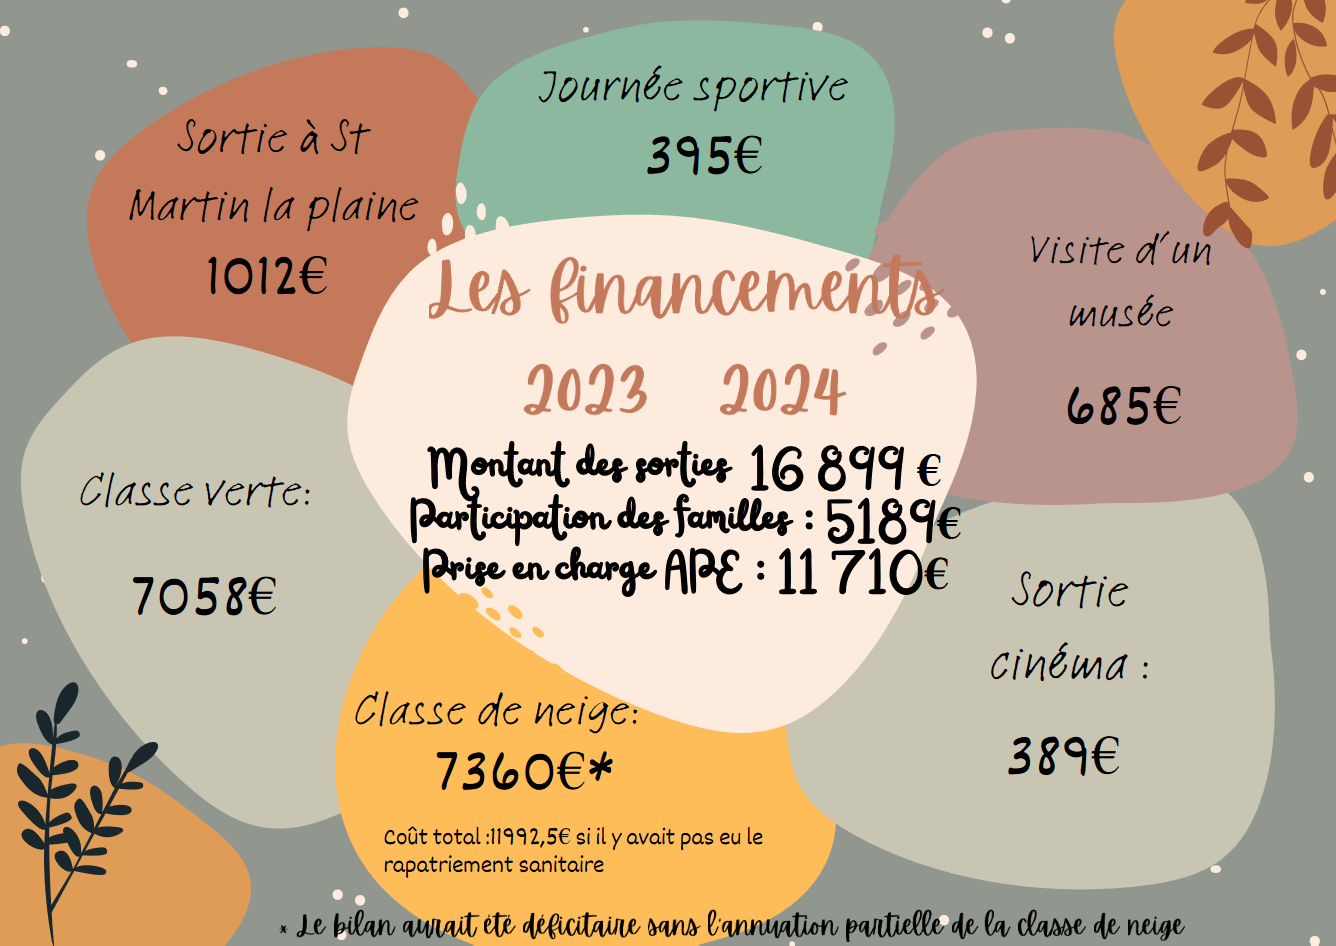 Journée sportive
395€
Sortie à St
Martin la plaine
1012€
Visite d'un
musée
685€
Les financements
2023 2024
Montant des sorties 16 899 €
Participation des familles : 5189€
Prise en charge APE : 11 710€
Classe verte:
7058€
Sortie
cinéma :
389€
Classe de neige:
7360€*
Coût total :11992,5€ si il y avait pas eu le
rapatriement sanitaire
* Le bilan aurait été déficitaire sans l'annuation partielle de la classe de neige